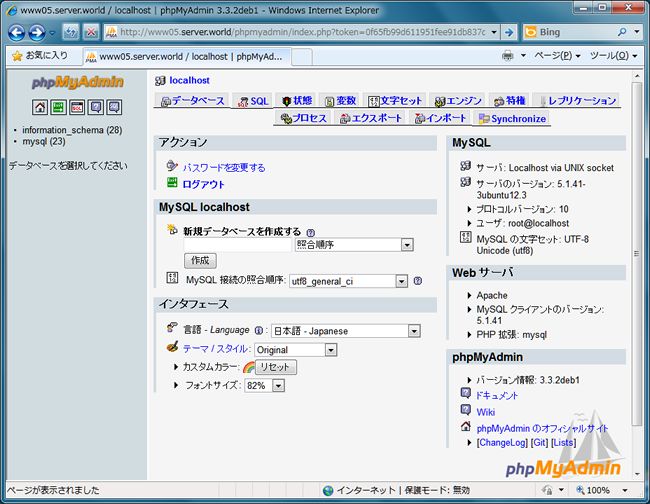 www05.server.world / localhost | phpMyAdmin 3.3.2deb1 - Windows Internet Explorer
http://www05.server.world/phpmyadmin/index.php?token=0f65fb99d611951fee91db837c
Bing
お気に入り
www05.server.world / localhost | phpMyAdmin 3.3.2d...
ページ(P)
ツール(O)
phpMyAdmin
information_schema (28)
mysql (23)
データベースを選択してください
localhost
データベース SQL 状態 変数 文字セット エンジン 特権 レプリケーション
プロセス エクスポート インポート Synchronize
アクション
パスワードを変更する
ログアウト
MySQL localhost
新規データベースを作成する
照合順序
作成
MySQL 接続の照合順序: utf8_general_ci
インタフェース
言語 - Language : 日本語 - Japanese
テーマ / スタイル: Original
カスタムカラー: リセット
フォントサイズ: 82%
MySQL
サーバ: Localhost via UNIX socket
サーバのバージョン: 5.1.41-
3ubuntu12.3
プロトコルバージョン: 10
ユーザ: root@localhost
MySQL の文字セット: UTF-8
Unicode (utf8)
Web サーバ
Apache
MySQL クライアントのバージョン:
5.1.41
PHP 拡張: mysql
phpMyAdmin
バージョン情報: 3.3.2deb1
ドキュメント
Wiki
phpMyAdmin のオフィシャルサイト
[ChangeLog] [Git] [Lists]
phpMyAdmin
ページが表示されました
インターネット | 保護モード: 無効
100%